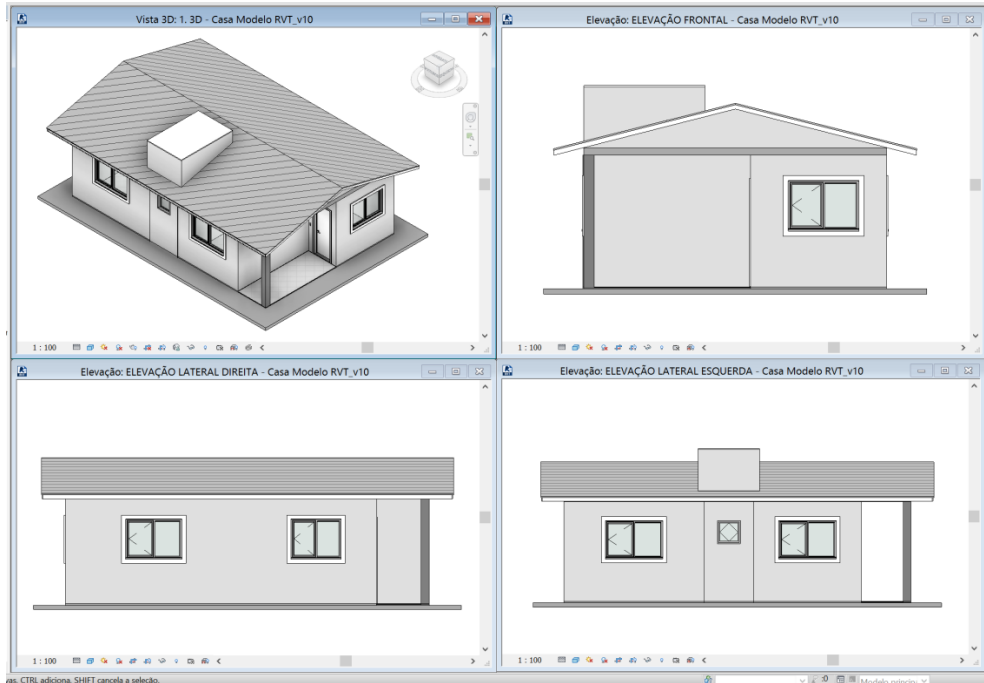 Vista 3D: 1. 3D - Casa Modelo RVT_v10
Elevação: ELEVAÇÃO FRONTAL - Casa Modelo RVT_v10
1 : 100
1 : 100
Elevação: ELEVAÇÃO LATERAL DIREITA - Casa Modelo RVT_v10
Elevação: ELEVAÇÃO LATERAL ESQUERDA - Casa Modelo RVT_v10
1 : 100
1 : 100
CTRL adiciona, SHIFT cancela a seleção.
:0
Modelo